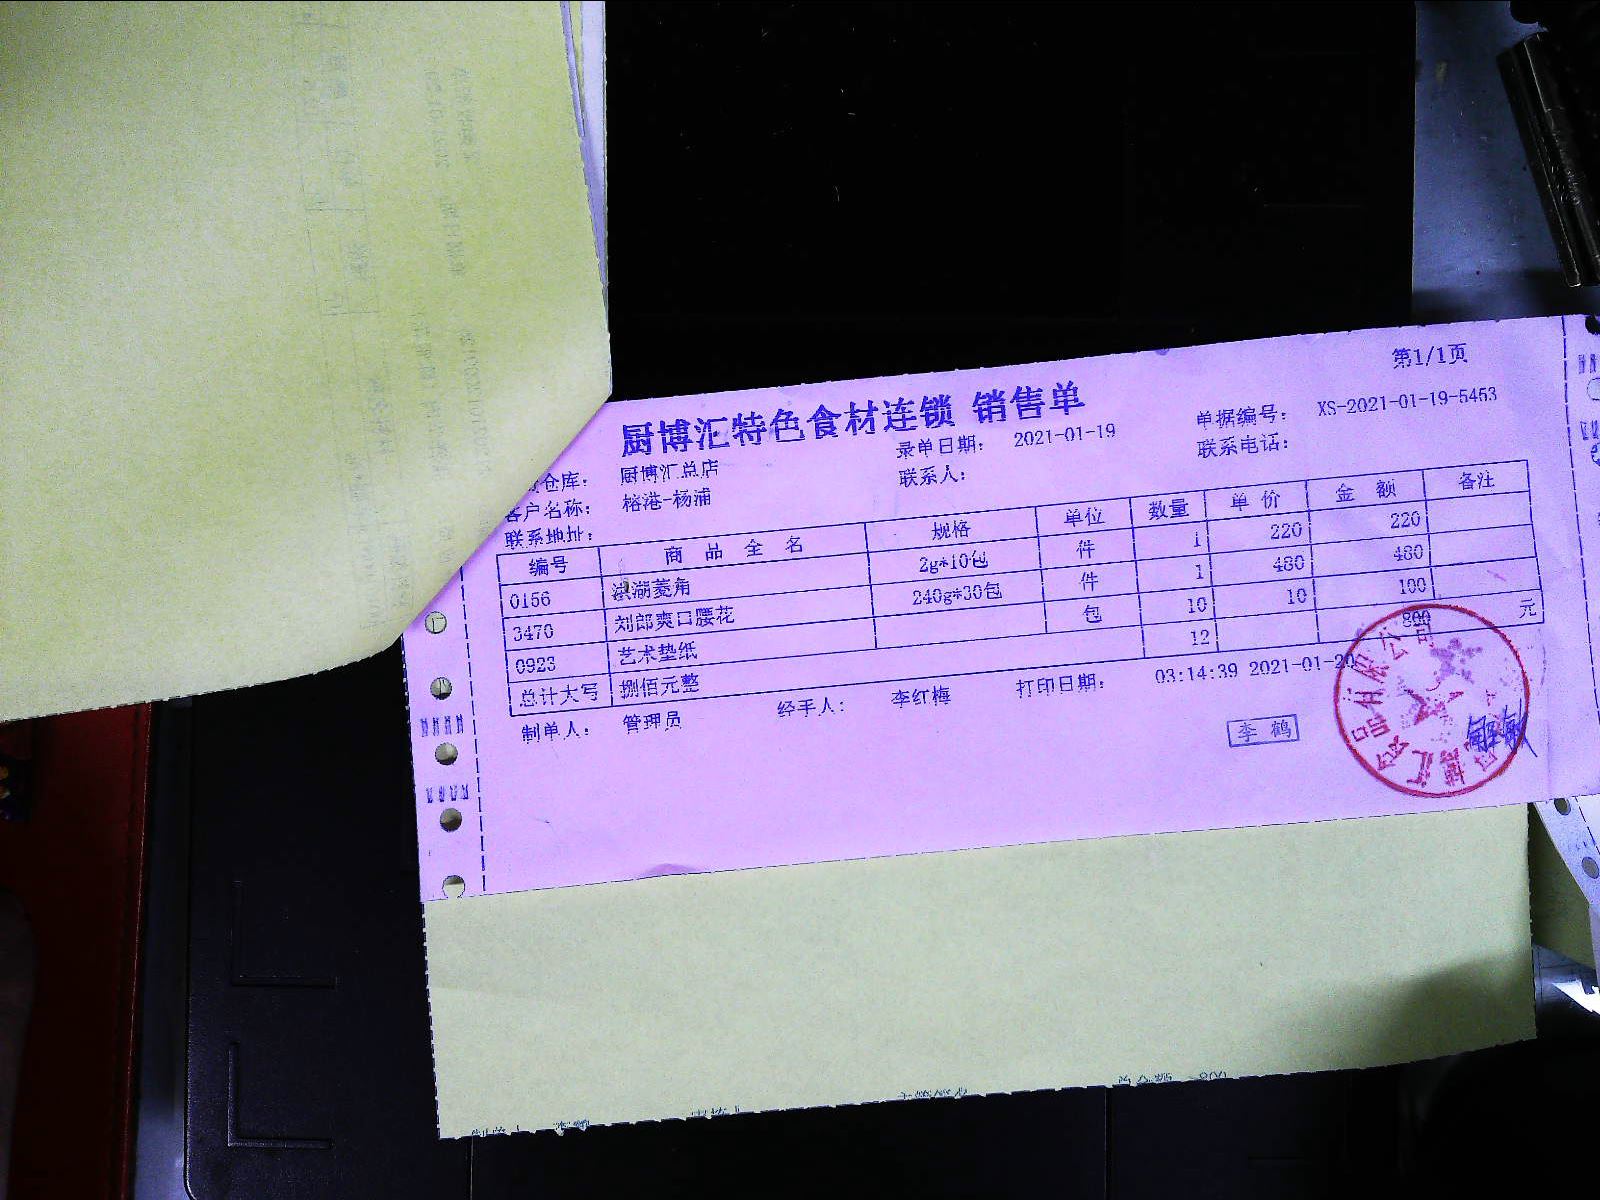 第1/1页
厨博汇特色食材连锁 销售单
仓库： 厨博汇总店 录单日期： 2021-01-19 单据编号： XS-2021-01-19-5453
客户名称： 榕港-杨浦 联系人： 联系电话：
联系地址：
编号 商品全名 规格 单位 数量 单价 金额 备注
0156 洪湖菱角 2g*10包 件 1 220 220
3470 刘郎爽口腰花 240g*30包 件 1 480 480
0923 艺术垫纸 包 10 10 100
总计大写 捌佰元整 12 800 元
制单人： 管理员 经手人： 李红梅 打印日期： 03:14:39 2021-01-20
李鹤